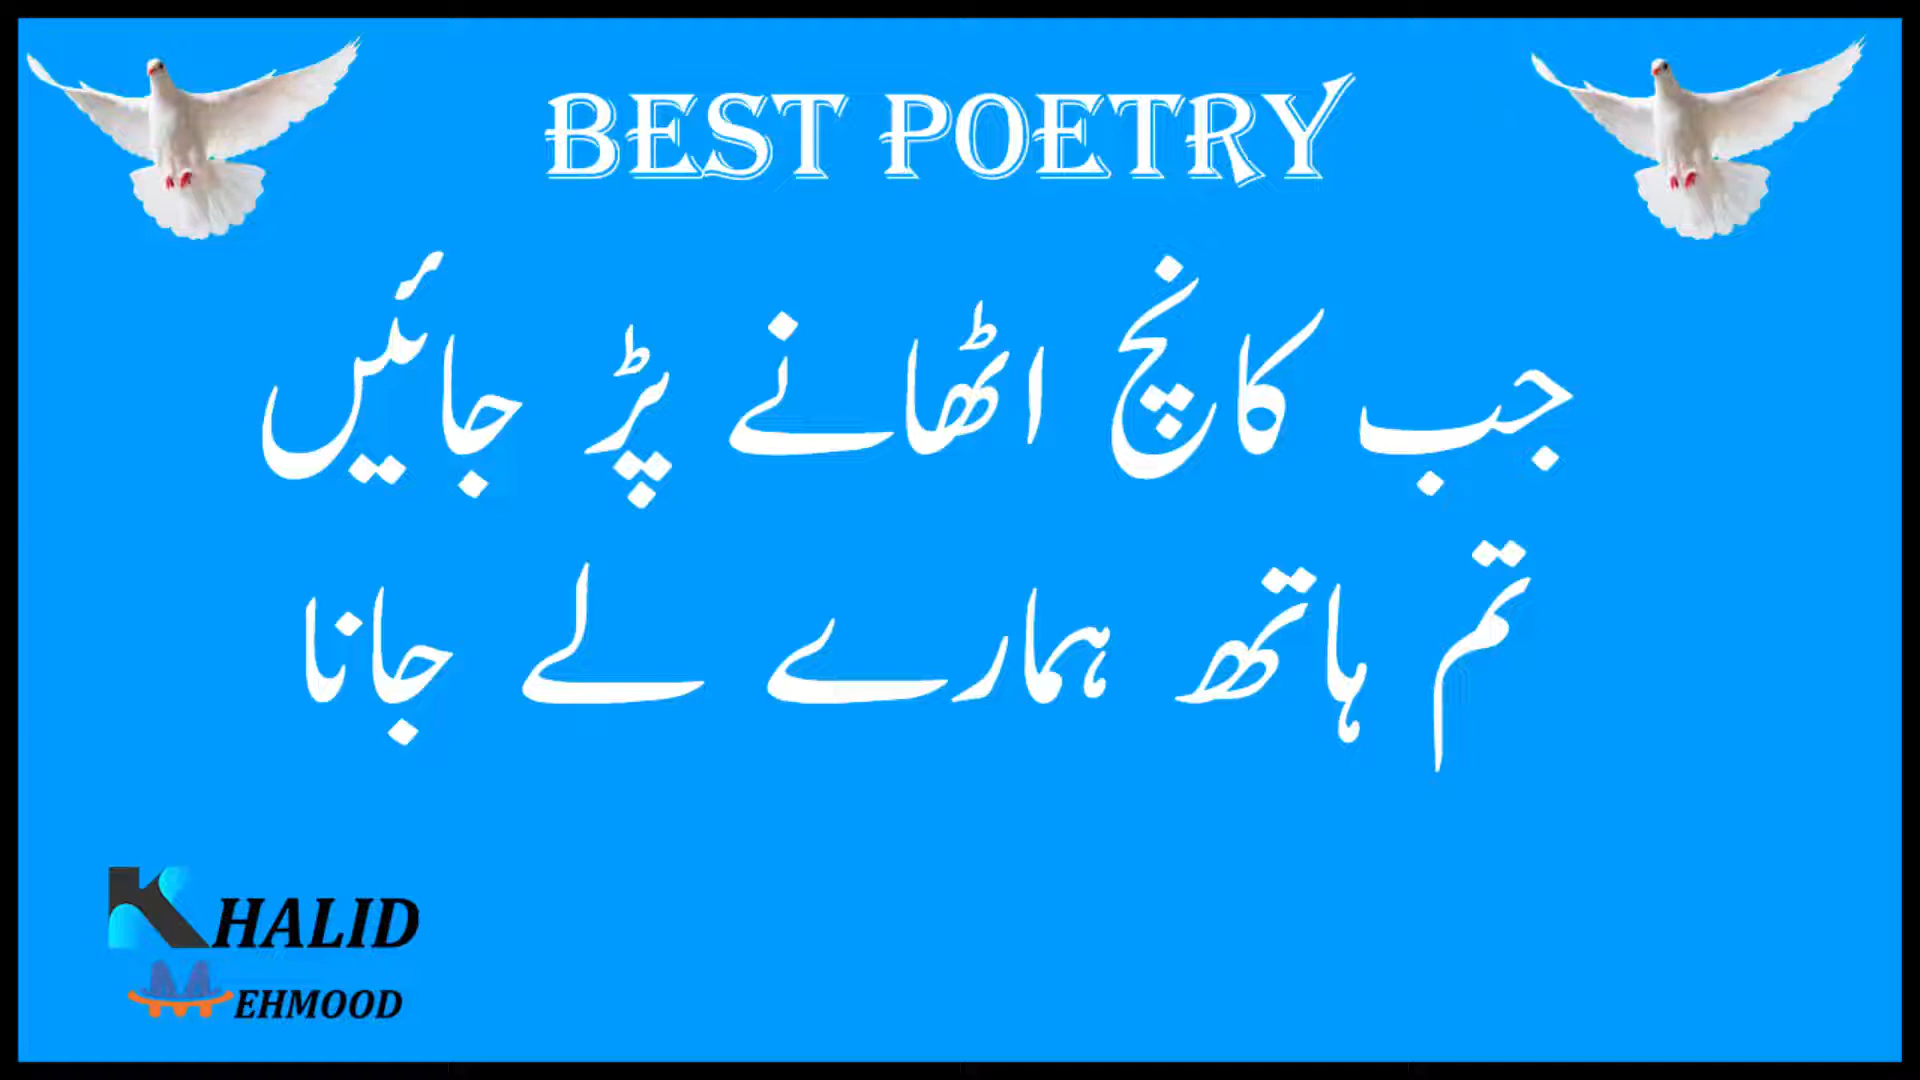 BEST POETRY
جب کانچ اٹھانے پڑ جائیں
تم ہاتھ ہمارے لے جانا
KHALID
MEHMOOD